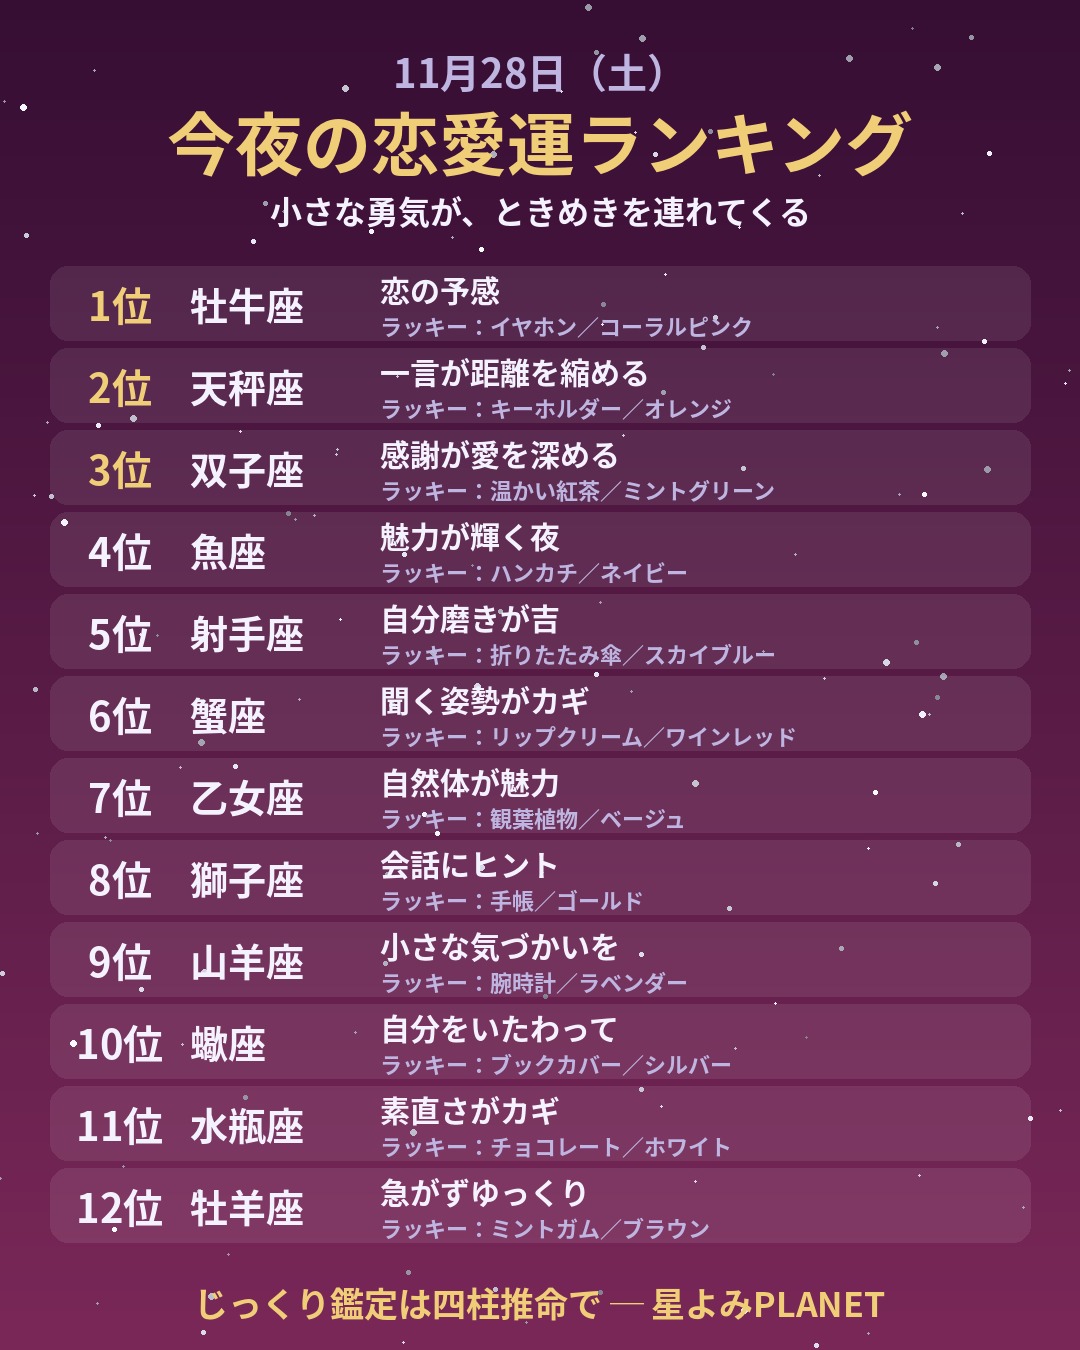 11月28日（土）
今夜の恋愛運ランキング
小さな勇気が、ときめきを連れてくる
1位 牡牛座 恋の予感
ラッキー：イヤホン／コーラルピンク
2位 天秤座 一言が距離を縮める
ラッキー：キーホルダー／オレンジ
3位 双子座 感謝が愛を深める
ラッキー：温かい紅茶／ミントグリーン
4位 魚座 魅力が輝く夜
ラッキー：ハンカチ／ネイビー
5位 射手座 自分磨きが吉
ラッキー：折りたたみ傘／スカイブルー
6位 蟹座 聞く姿勢がカギ
ラッキー：リップクリーム／ワインレッド
7位 乙女座 自然体が魅力
ラッキー：観葉植物／ベージュ
8位 獅子座 会話にヒント
ラッキー：手帳／ゴールド
9位 山羊座 小さな気づかいを
ラッキー：腕時計／ラベンダー
10位 蠍座 自分をいたわって
ラッキー：ブックカバー／シルバー
11位 水瓶座 素直さがカギ
ラッキー：チョコレート／ホワイト
12位 牡羊座 急がずゆっくり
ラッキー：ミントガム／ブラウン
じっくり鑑定は四柱推命で ― 星よみPLANET